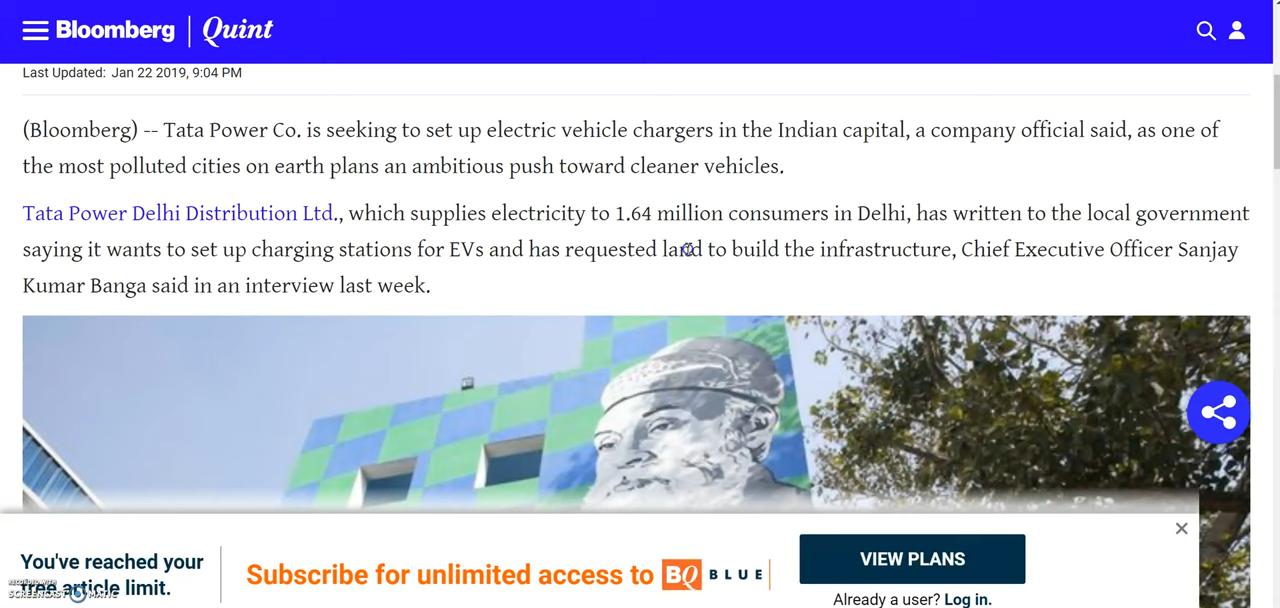 Bloomberg | Quint
Last Updated: Jan 22 2019, 9:04 PM
(Bloomberg) -- Tata Power Co. is seeking to set up electric vehicle chargers in the Indian capital, a company official said, as one of
the most polluted cities on earth plans an ambitious push toward cleaner vehicles.
Tata Power Delhi Distribution Ltd., which supplies electricity to 1.64 million consumers in Delhi, has written to the local government
saying it wants to set up charging stations for EVs and has requested land to build the infrastructure, Chief Executive Officer Sanjay
Kumar Banga said in an interview last week.
You've reached your
free article limit.
Subscribe for unlimited access to BQ BLUE
VIEW PLANS
Already a user? Log in.
RECORDED WITH
SCREENCAST MATIC